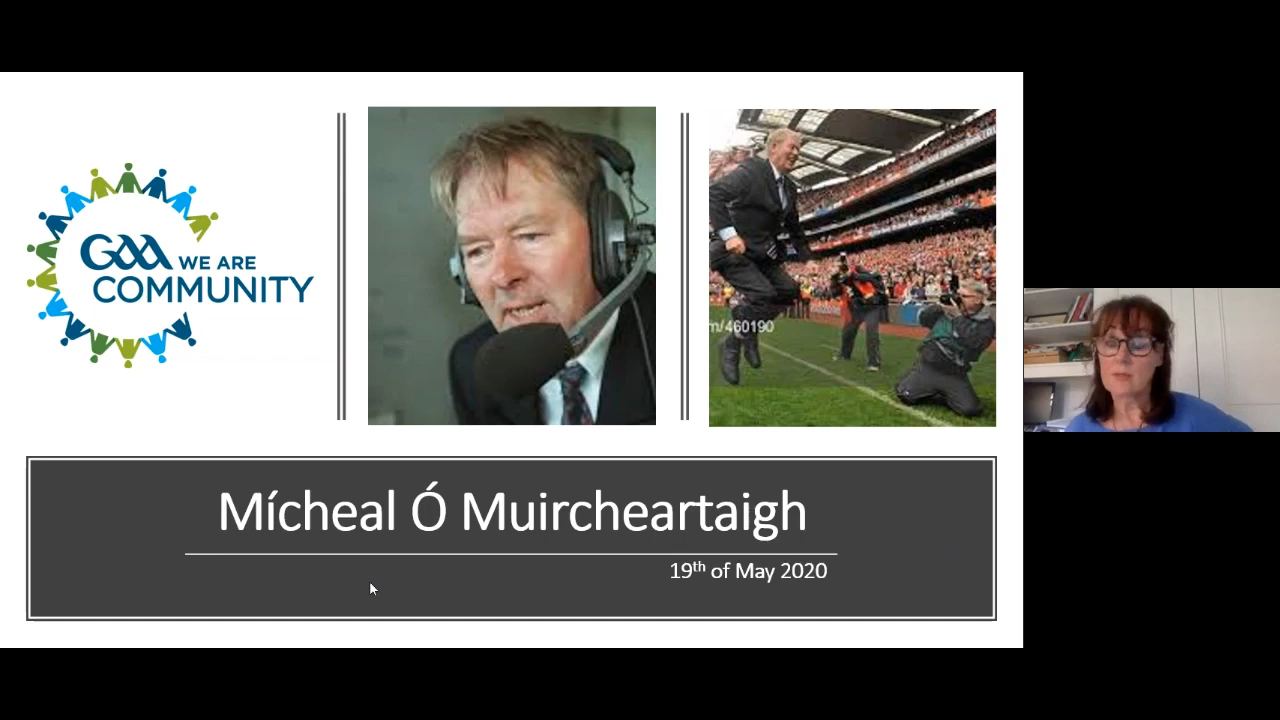 GAA WE ARE
COMMUNITY
m/460190
Mícheal Ó Muircheartaigh
19th of May 2020